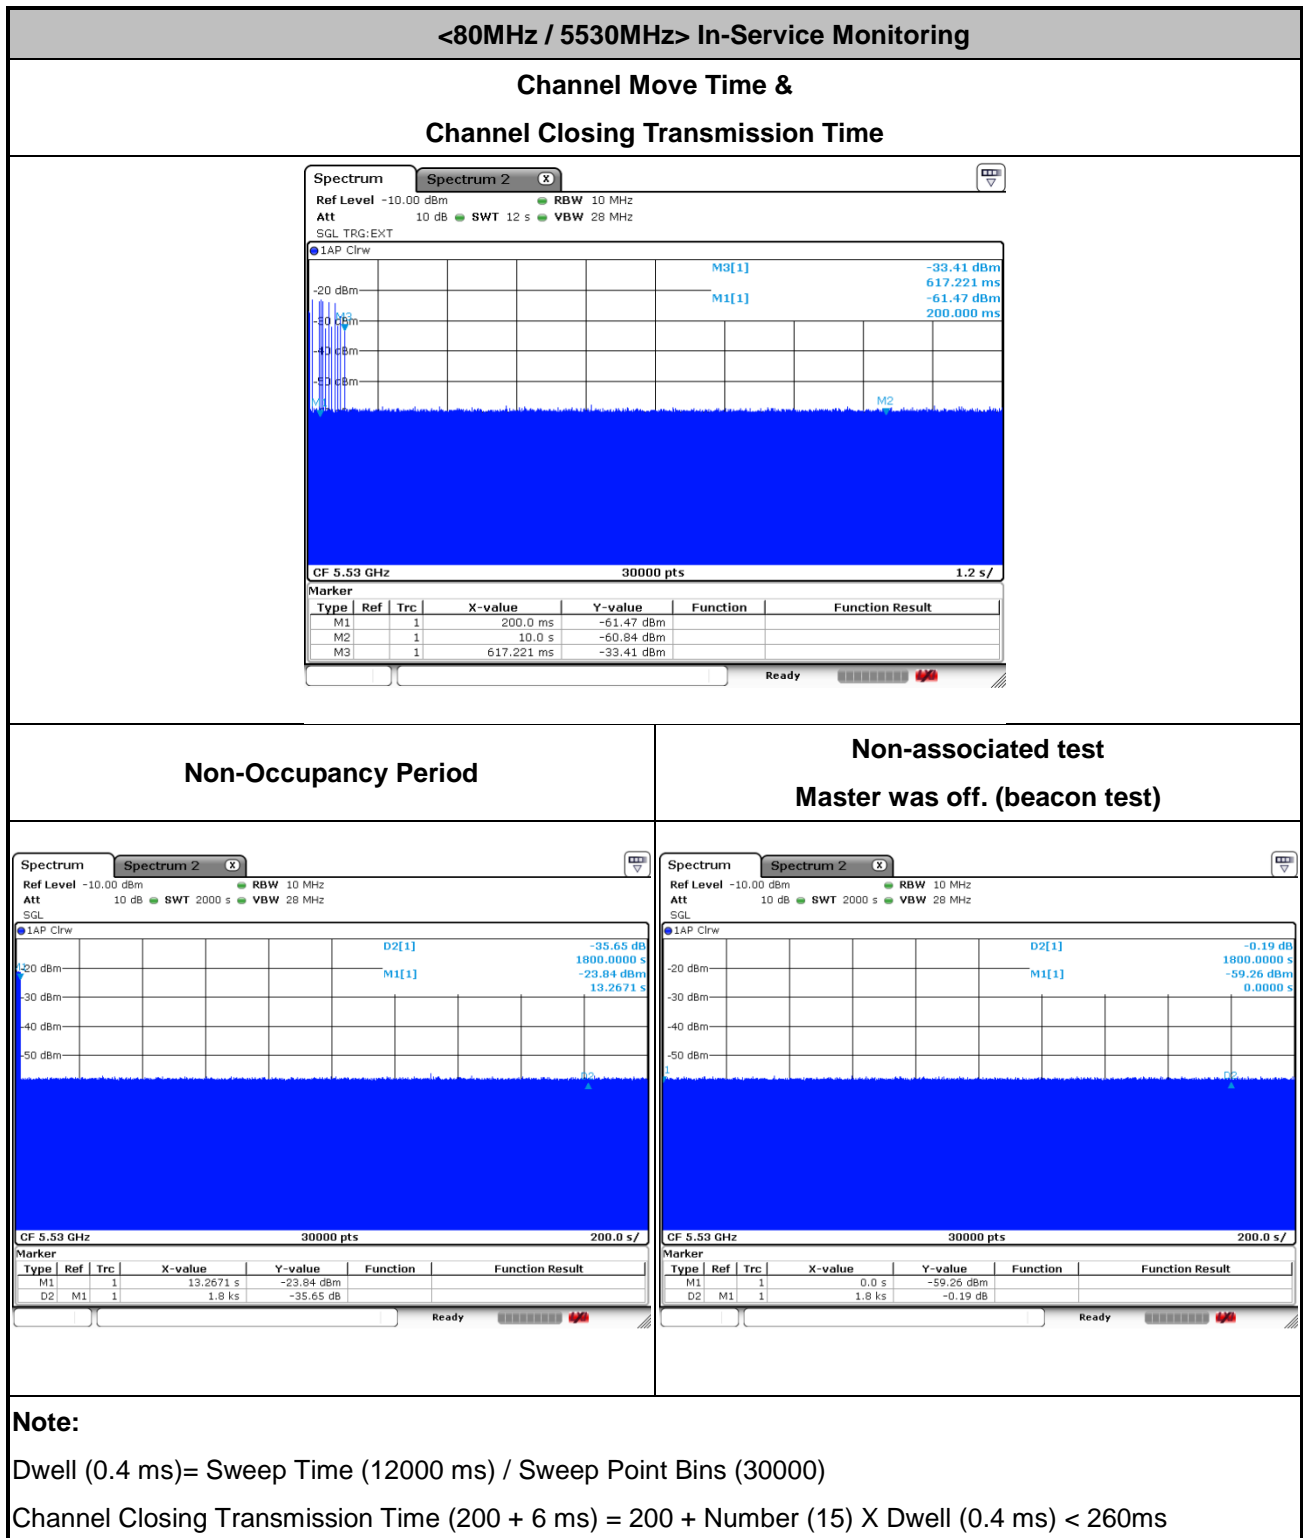 <80MHz / 5530MHz> In-Service Monitoring
Channel Move Time &
Channel Closing Transmission Time
Spectrum Spectrum 2 X
Ref Level -10.00 dBm RBW 10 MHz
Att 10 dB SWT 12 s VBW 28 MHz
SGL TRG:EXT
1AP Clrw
M3[1] -33.41 dBm
617.221 ms
-20 dBm
M1[1] -61.47 dBm
200.000 ms
M3
-30 dBm
-40 dBm
-50 dBm
M1
M2
CF 5.53 GHz 30000 pts 1.2 s/
Marker
Type Ref Trc X-value Y-value Function Function Result
M1 1 200.0 ms -61.47 dBm
M2 1 10.0 s -60.84 dBm
M3 1 617.221 ms -33.41 dBm
Ready
Non-Occupancy Period
Non-associated test
Master was off. (beacon test)
Spectrum Spectrum 2 X
Ref Level -10.00 dBm RBW 10 MHz
Att 10 dB SWT 2000 s VBW 28 MHz
SGL
1AP Clrw
D2[1] -35.65 dB
1800.0000 s
M1
-20 dBm
M1[1] -23.84 dBm
13.2671 s
-30 dBm
-40 dBm
-50 dBm
D2
CF 5.53 GHz 30000 pts 200.0 s/
Marker
Type Ref Trc X-value Y-value Function Function Result
M1 1 13.2671 s -23.84 dBm
D2 M1 1 1.8 ks -35.65 dB
Ready
Spectrum Spectrum 2 X
Ref Level -10.00 dBm RBW 10 MHz
Att 10 dB SWT 2000 s VBW 28 MHz
SGL
1AP Clrw
D2[1] -0.19 dB
1800.0000 s
-20 dBm
M1[1] -59.26 dBm
0.0000 s
-30 dBm
-40 dBm
-50 dBm
1
D2
CF 5.53 GHz 30000 pts 200.0 s/
Marker
Type Ref Trc X-value Y-value Function Function Result
M1 1 0.0 s -59.26 dBm
D2 M1 1 1.8 ks -0.19 dB
Ready
Note:
Dwell (0.4 ms)= Sweep Time (12000 ms) / Sweep Point Bins (30000)
Channel Closing Transmission Time (200 + 6 ms) = 200 + Number (15) X Dwell (0.4 ms) < 260ms